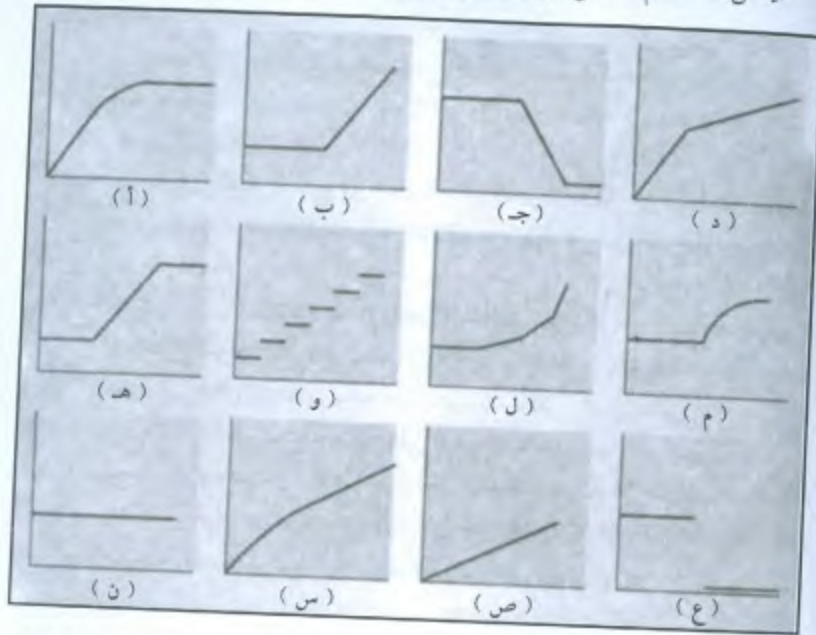 ( أ ) ( ب ) ( جـ ) ( د )
( هـ ) ( و ) ( ل ) ( م )
( ن ) ( س ) ( ص ) ( ع )